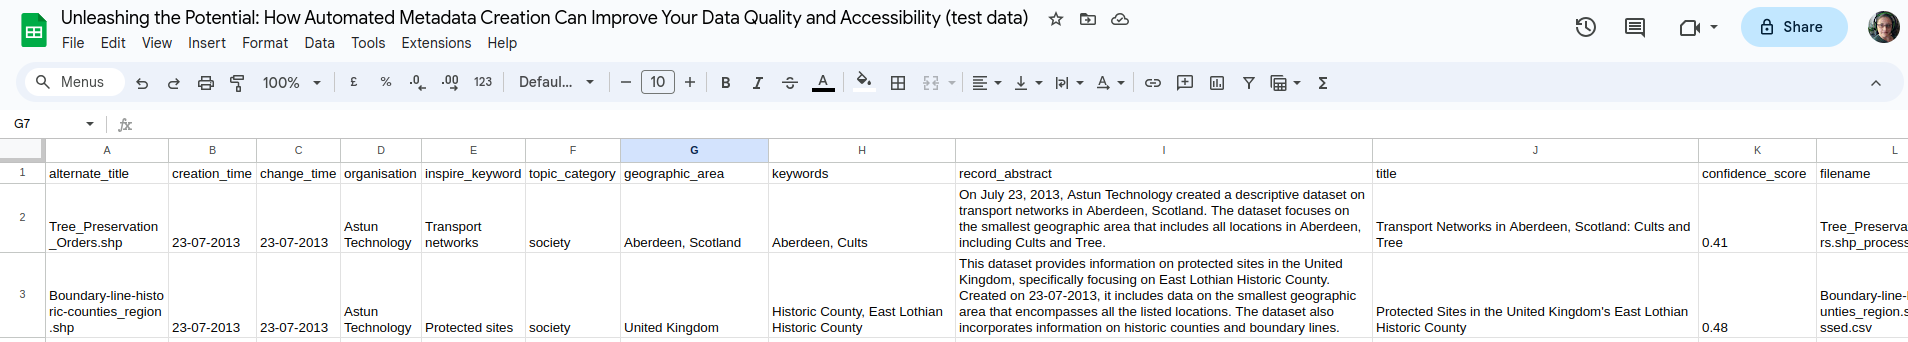 Unleashing the Potential: How Automated Metadata Creation Can Improve Your Data Quality and Accessibility (test data)
File Edit View Insert Format Data Tools Extensions Help
Share
Menus 100% £ % .0 .00 123 Defaul... − 10 + B I S A Σ
G7 fx
A B C D E F G H I J K L
1 alternate_title creation_time change_time organisation inspire_keyword topic_category geographic_area keywords record_abstract title confidence_score filename
2
Tree_Preservation
_Orders.shp
23-07-2013
23-07-2013
Astun
Technology
Transport
networks
society
Aberdeen, Scotland
Aberdeen, Cults
On July 23, 2013, Astun Technology created a descriptive dataset on
transport networks in Aberdeen, Scotland. The dataset focuses on
the smallest geographic area that includes all locations in Aberdeen,
including Cults and Tree.
Transport Networks in Aberdeen, Scotland: Cults and
Tree
0.41
Tree_Preserva
rs.shp_process
3
Boundary-line-histo
ric-counties_region
.shp
23-07-2013
23-07-2013
Astun
Technology
Protected sites
society
United Kingdom
Historic County, East Lothian
Historic County
This dataset provides information on protected sites in the United
Kingdom, specifically focusing on East Lothian Historic County.
Created on 23-07-2013, it includes data on the smallest geographic
area that encompasses all the listed locations. The dataset also
incorporates information on historic counties and boundary lines.
Protected Sites in the United Kingdom's East Lothian
Historic County
0.48
Boundary-line-
unties_region.s
ssed.csv